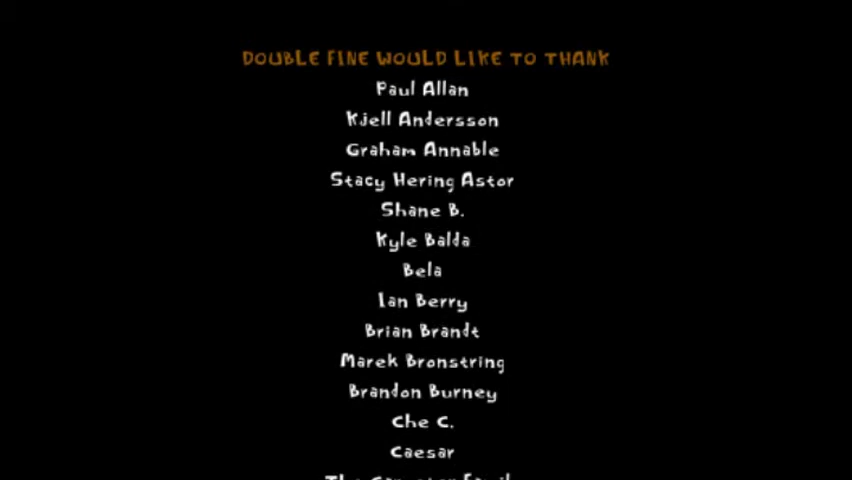 DOUBLE FINE WOULD LIKE TO THANK
Paul Allan
Kjell Andersson
Graham Annable
Stacy Hering Astor
Shane B.
Kyle Balda
Bela
Ian Berry
Brian Brandt
Marek Bronstring
Brandon Burney
Che C.
Caesar
The